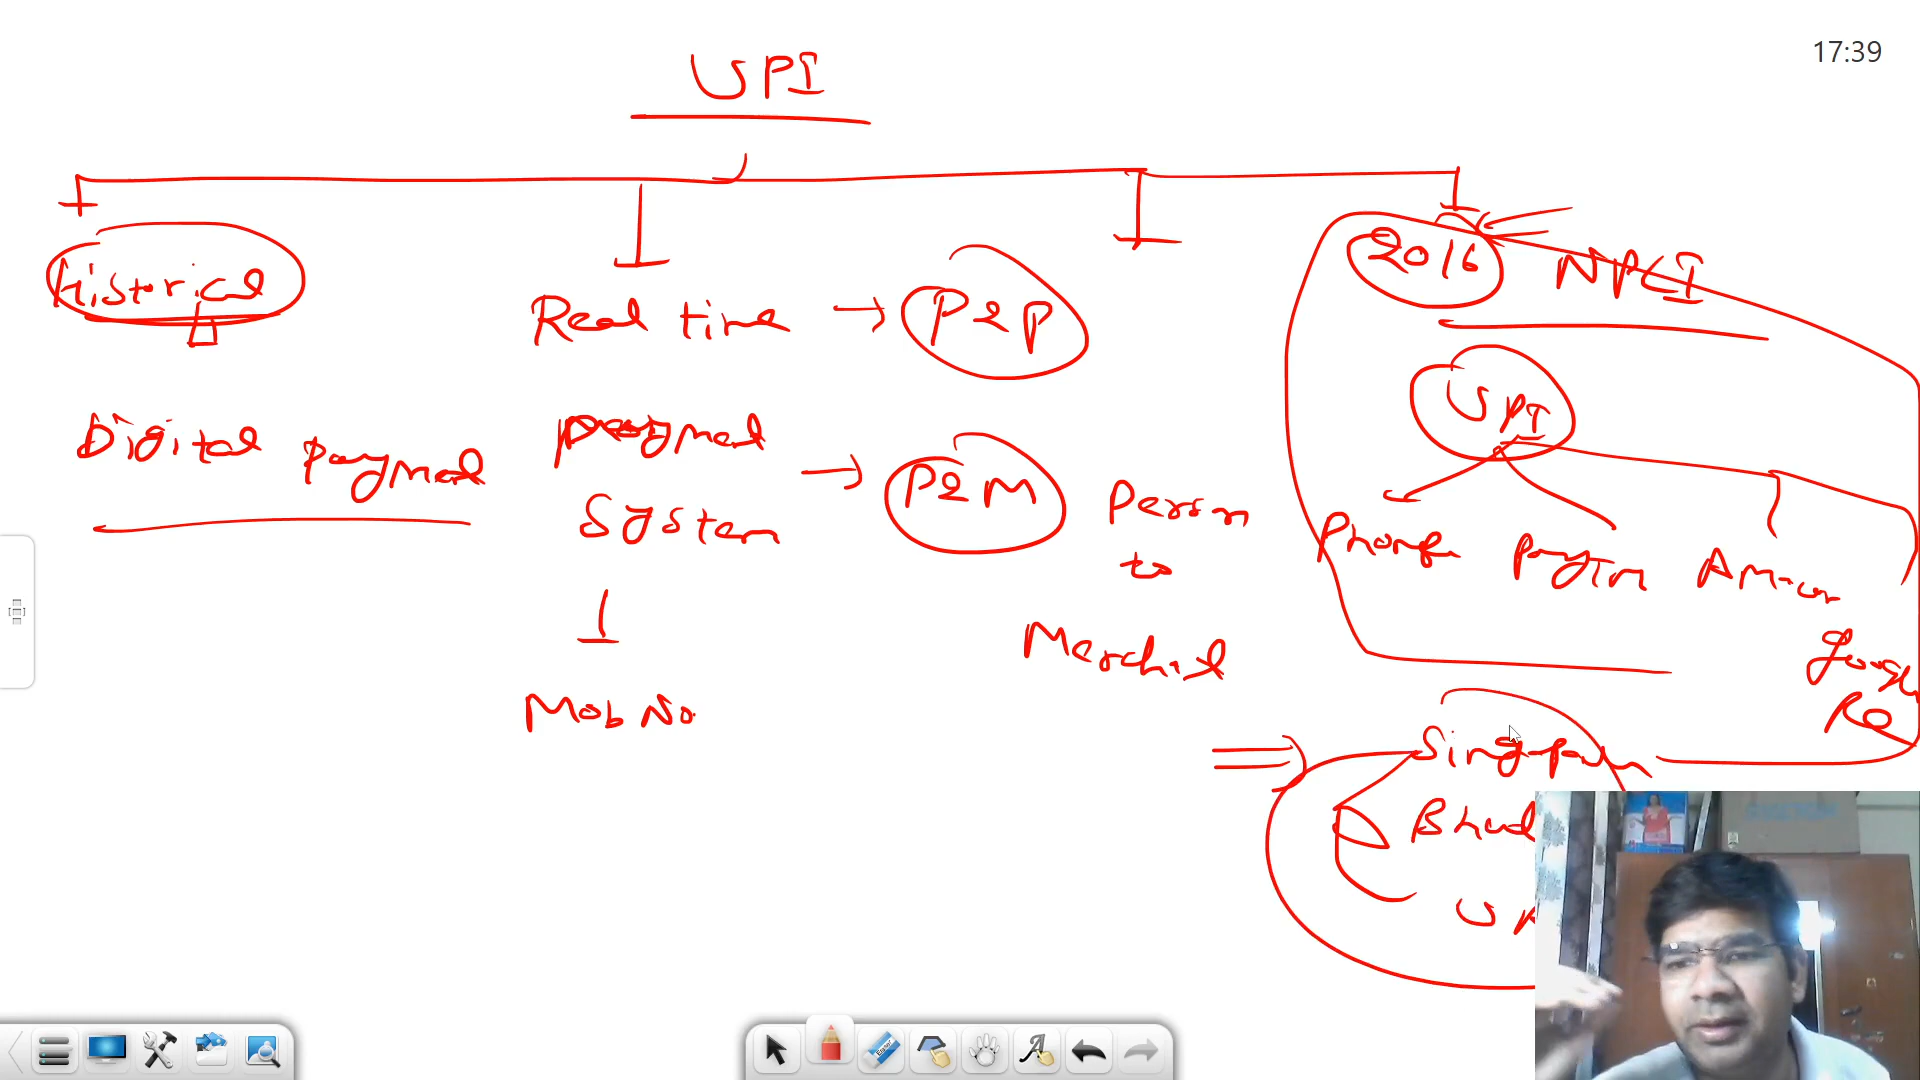 17:39
UPI
Historical
Digital Payment
Real time → P2P
Payment
System
→ P2M
Person
to
Merchant
Mob No.
2016 NPCI
UPI
Phonepe Paytm Amazon
Google
Singapore